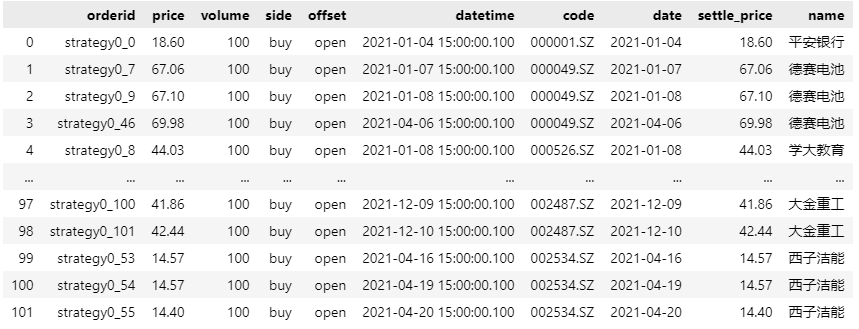 orderid price volume side offset datetime code date settle_price name
0 strategy0_0 18.60 100 buy open 2021-01-04 15:00:00.100 000001.SZ 2021-01-04 18.60 平安银行
1 strategy0_7 67.06 100 buy open 2021-01-07 15:00:00.100 000049.SZ 2021-01-07 67.06 德赛电池
2 strategy0_9 67.10 100 buy open 2021-01-08 15:00:00.100 000049.SZ 2021-01-08 67.10 德赛电池
3 strategy0_46 69.98 100 buy open 2021-04-06 15:00:00.100 000049.SZ 2021-04-06 69.98 德赛电池
4 strategy0_8 44.03 100 buy open 2021-01-08 15:00:00.100 000526.SZ 2021-01-08 44.03 学大教育
... ... ... ... ... ... ... ... ... ... ...
97 strategy0_100 41.86 100 buy open 2021-12-09 15:00:00.100 002487.SZ 2021-12-09 41.86 大金重工
98 strategy0_101 42.44 100 buy open 2021-12-10 15:00:00.100 002487.SZ 2021-12-10 42.44 大金重工
99 strategy0_53 14.57 100 buy open 2021-04-16 15:00:00.100 002534.SZ 2021-04-16 14.57 西子洁能
100 strategy0_54 14.57 100 buy open 2021-04-19 15:00:00.100 002534.SZ 2021-04-19 14.57 西子洁能
101 strategy0_55 14.40 100 buy open 2021-04-20 15:00:00.100 002534.SZ 2021-04-20 14.40 西子洁能